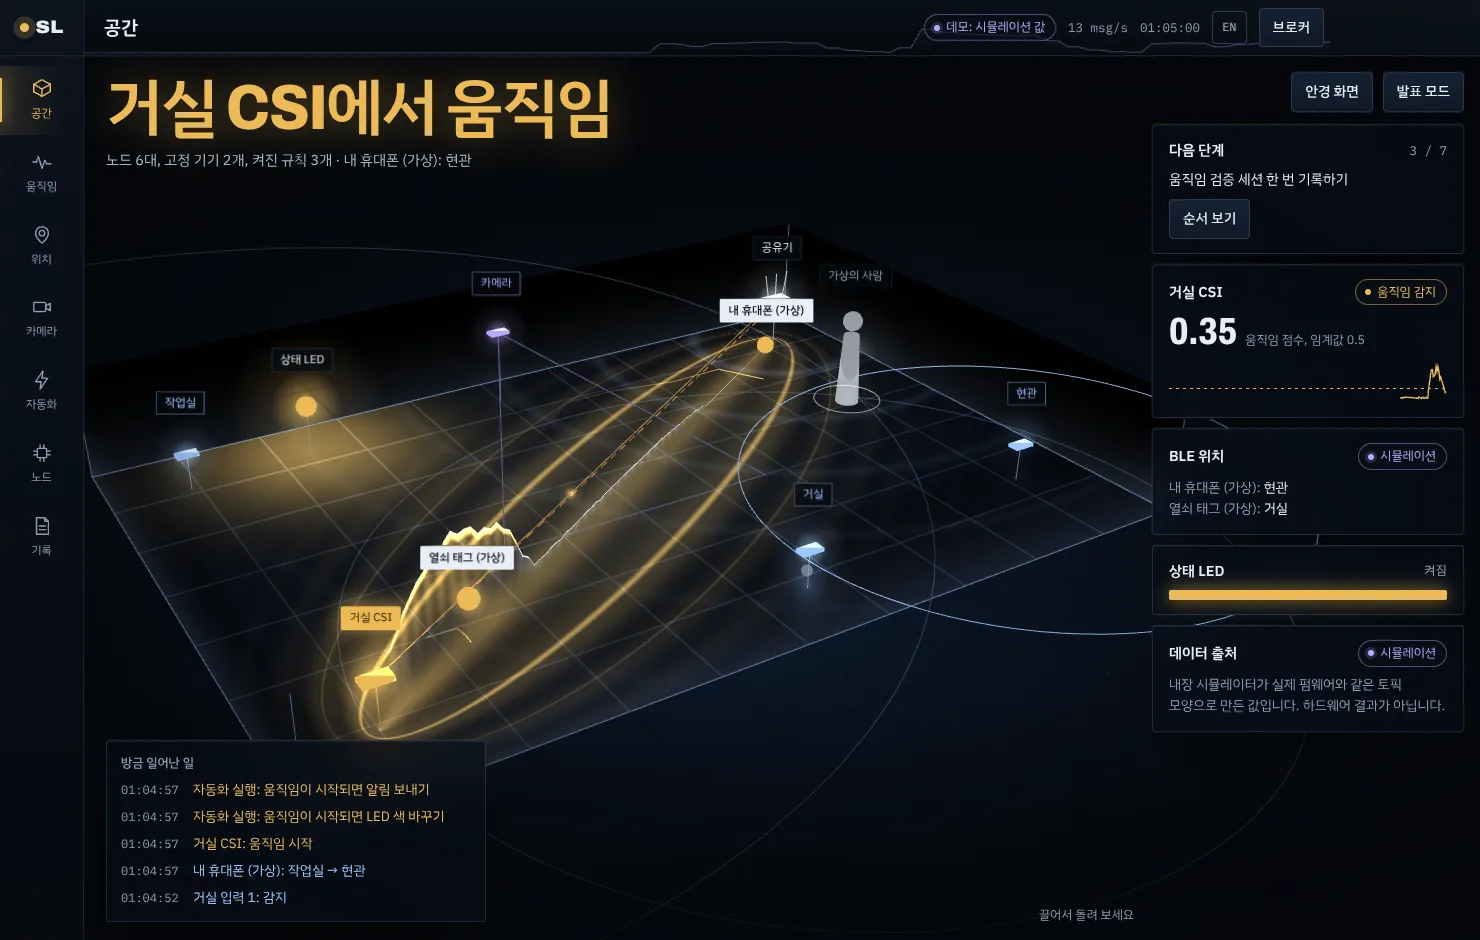 SL
공간
데모: 시뮬레이션 값
13 msg/s
01:05:00
EN
브로커
공간
움직임
위치
카메라
자동화
노드
기록
거실 CSI에서 움직임
노드 6대, 고정 기기 2개, 켜진 규칙 3개 · 내 휴대폰 (가상): 현관
안경 화면
발표 모드
다음 단계
3 / 7
움직임 검증 세션 한 번 기록하기
순서 보기
거실 CSI
움직임 감지
0.35 움직임 점수, 임계값 0.5
BLE 위치
시뮬레이션
내 휴대폰 (가상): 현관
열쇠 태그 (가상): 거실
상태 LED
켜짐
데이터 출처
시뮬레이션
내장 시뮬레이터가 실제 펌웨어와 같은 토픽
모양으로 만든 값입니다. 하드웨어 결과가 아닙니다.
공유기
가상의 사람
카메라
내 휴대폰 (가상)
상태 LED
작업실
현관
거실
열쇠 태그 (가상)
거실 CSI
방금 일어난 일
01:04:57 자동화 실행: 움직임이 시작되면 알림 보내기
01:04:57 자동화 실행: 움직임이 시작되면 LED 색 바꾸기
01:04:57 거실 CSI: 움직임 시작
01:04:57 내 휴대폰 (가상): 작업실 → 현관
01:04:52 거실 입력 1: 감지
끌어서 돌려 보세요